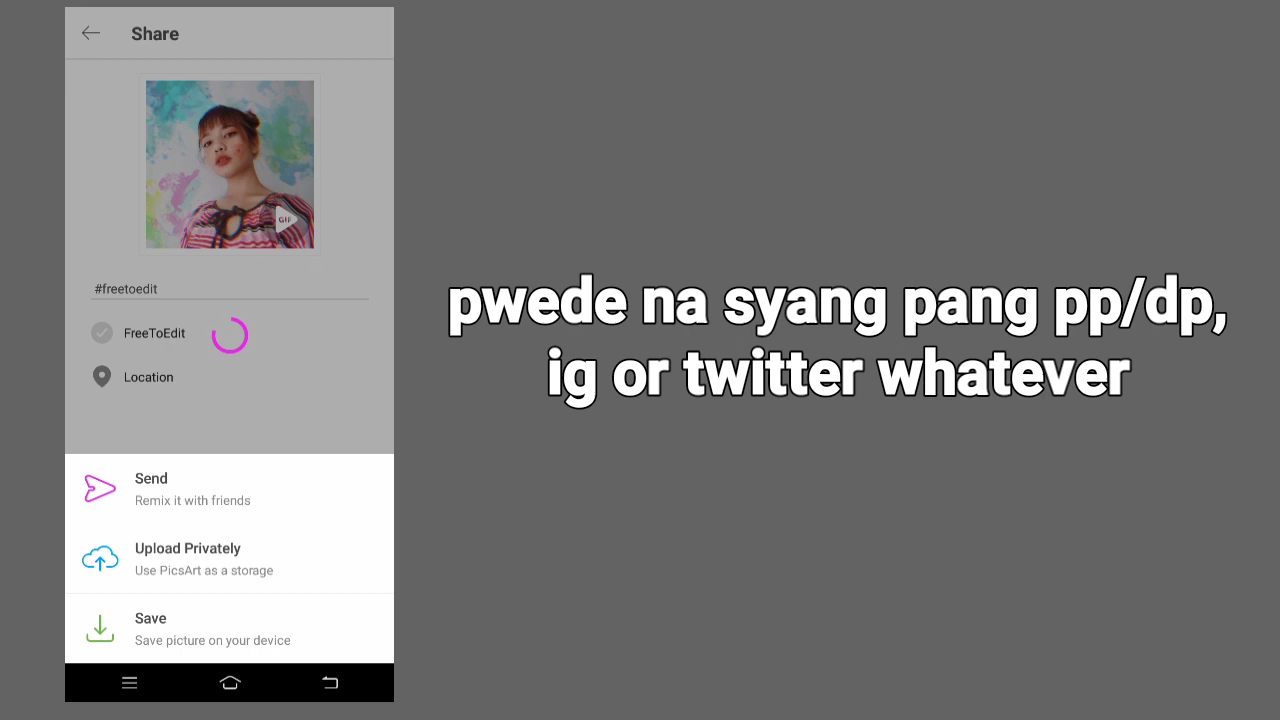 Share
GIF
#freetoedit
FreeToEdit
Location
Send
Remix it with friends
Upload Privately
Use PicsArt as a storage
Save
Save picture on your device
pwede na syang pang pp/dp,
ig or twitter whatever